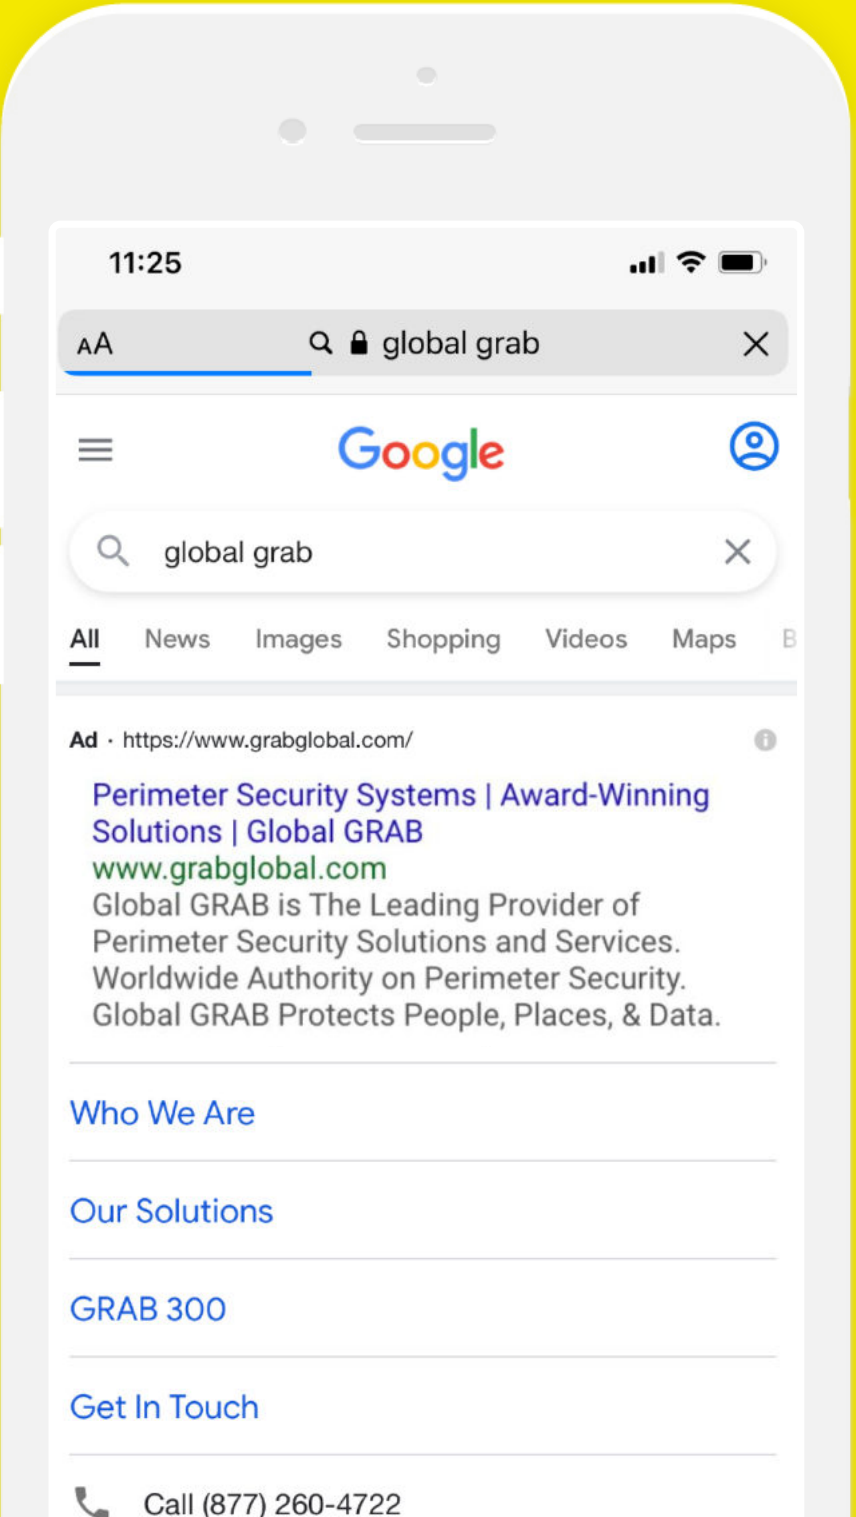 11:25
AA global grab
Google
global grab
All News Images Shopping Videos Maps B
Ad · https://www.grabglobal.com/
Perimeter Security Systems | Award-Winning
Solutions | Global GRAB
www.grabglobal.com
Global GRAB is The Leading Provider of
Perimeter Security Solutions and Services.
Worldwide Authority on Perimeter Security.
Global GRAB Protects People, Places, & Data.
Who We Are
Our Solutions
GRAB 300
Get In Touch
Call (877) 260-4722